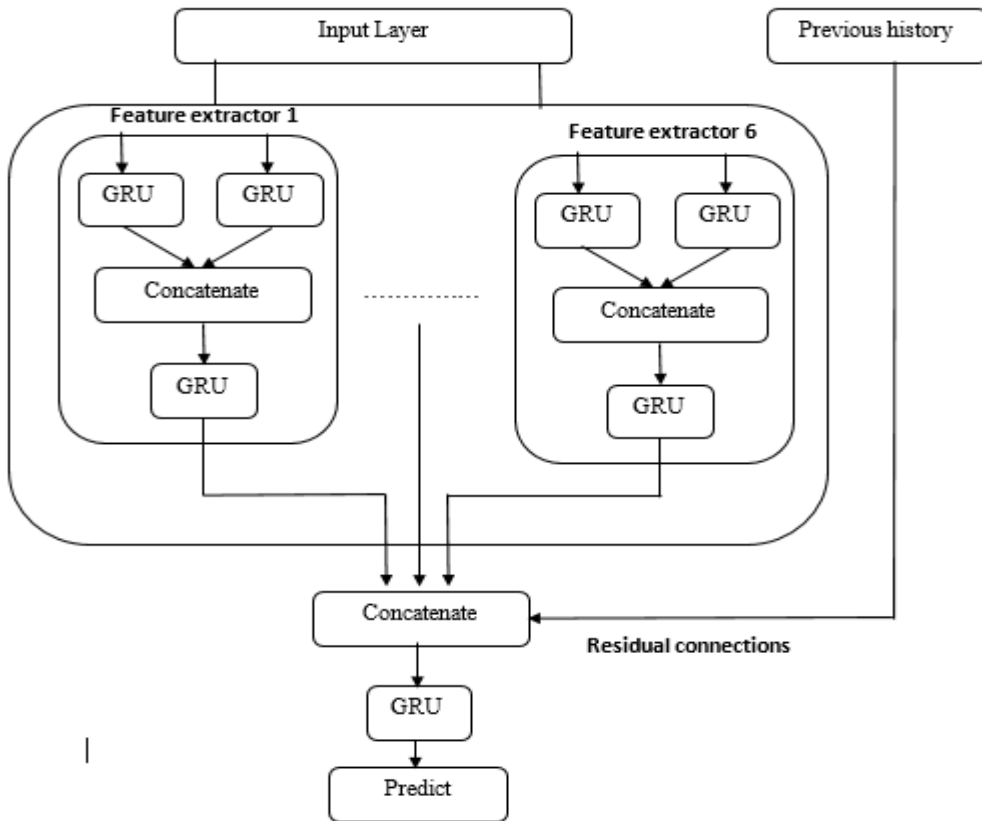 Input Layer
Previous history
Feature extractor 1
Feature extractor 6
GRU
GRU
GRU
GRU
Concatenate
Concatenate
GRU
GRU
Concatenate
Residual connections
GRU
Predict